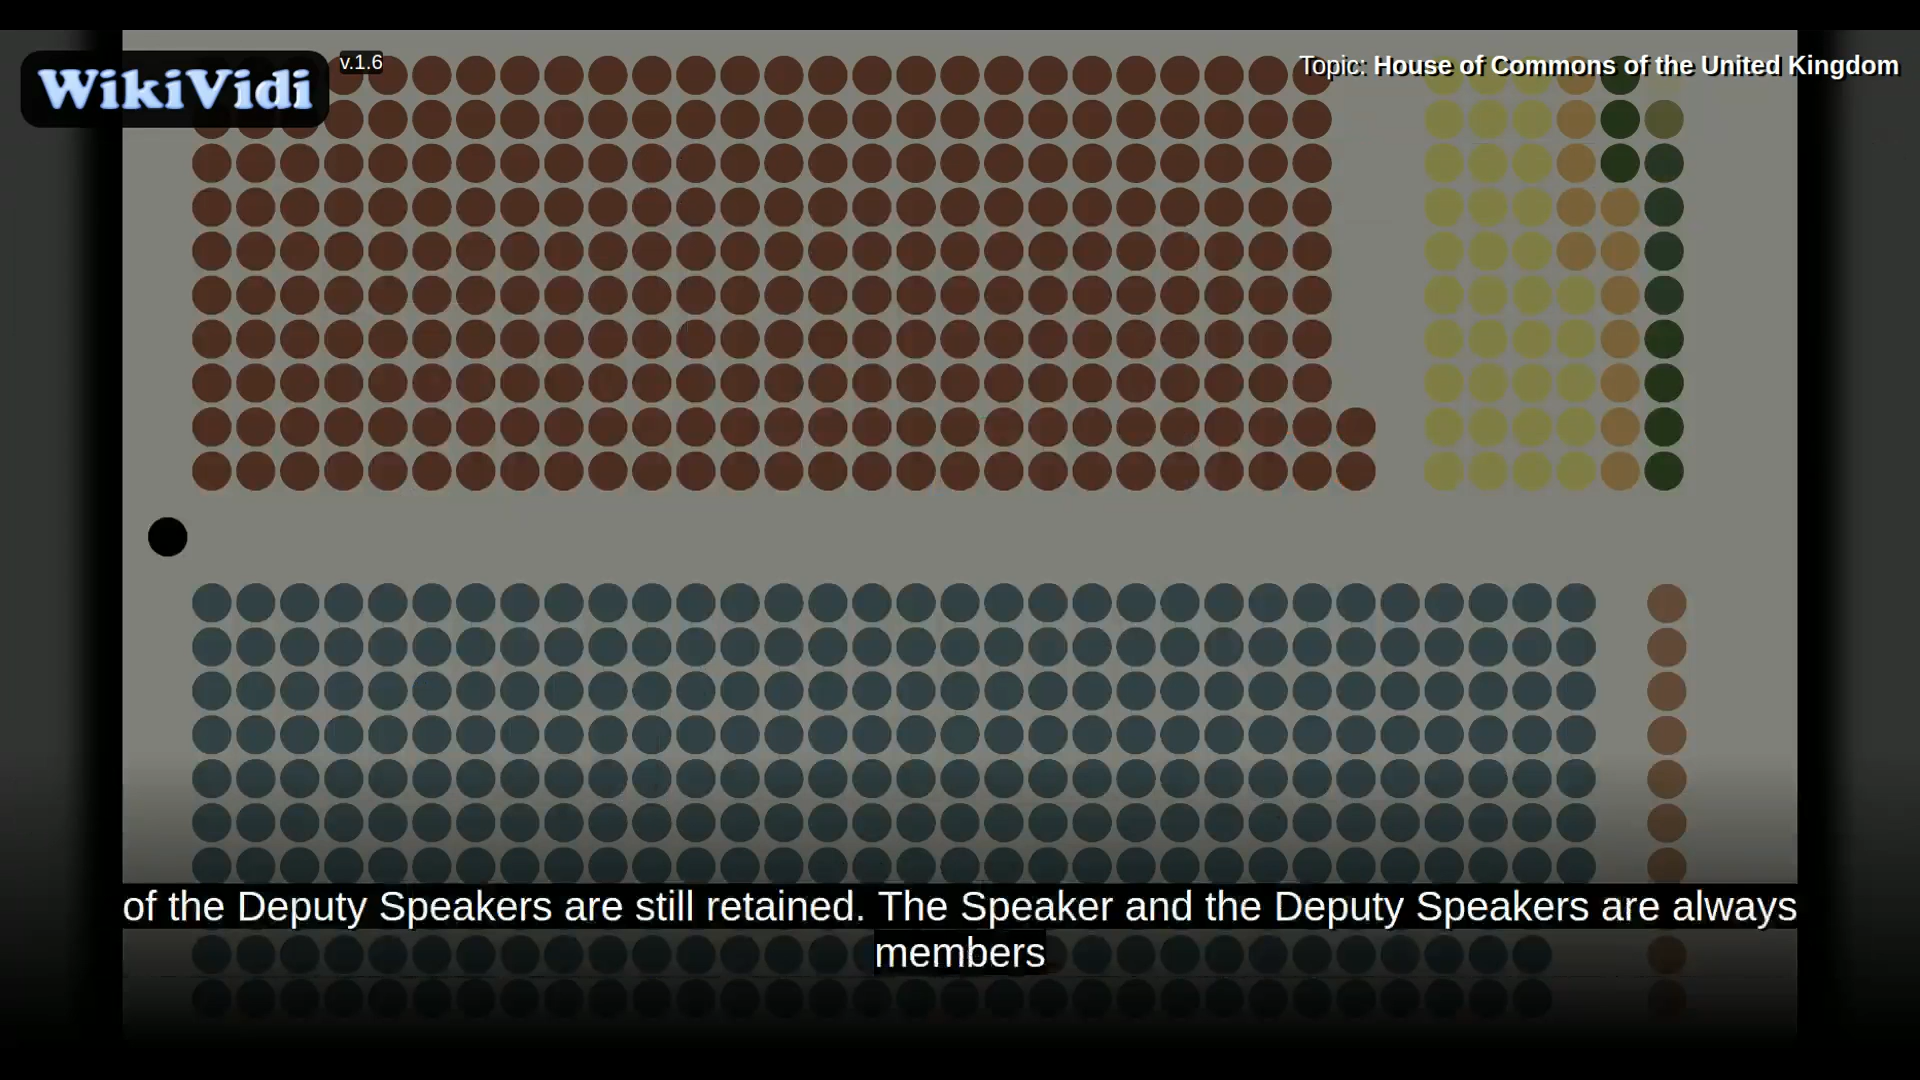 WikiVidi
v.1.6
Topic: House of Commons of the United Kingdom
of the Deputy Speakers are still retained. The Speaker and the Deputy Speakers are always
members